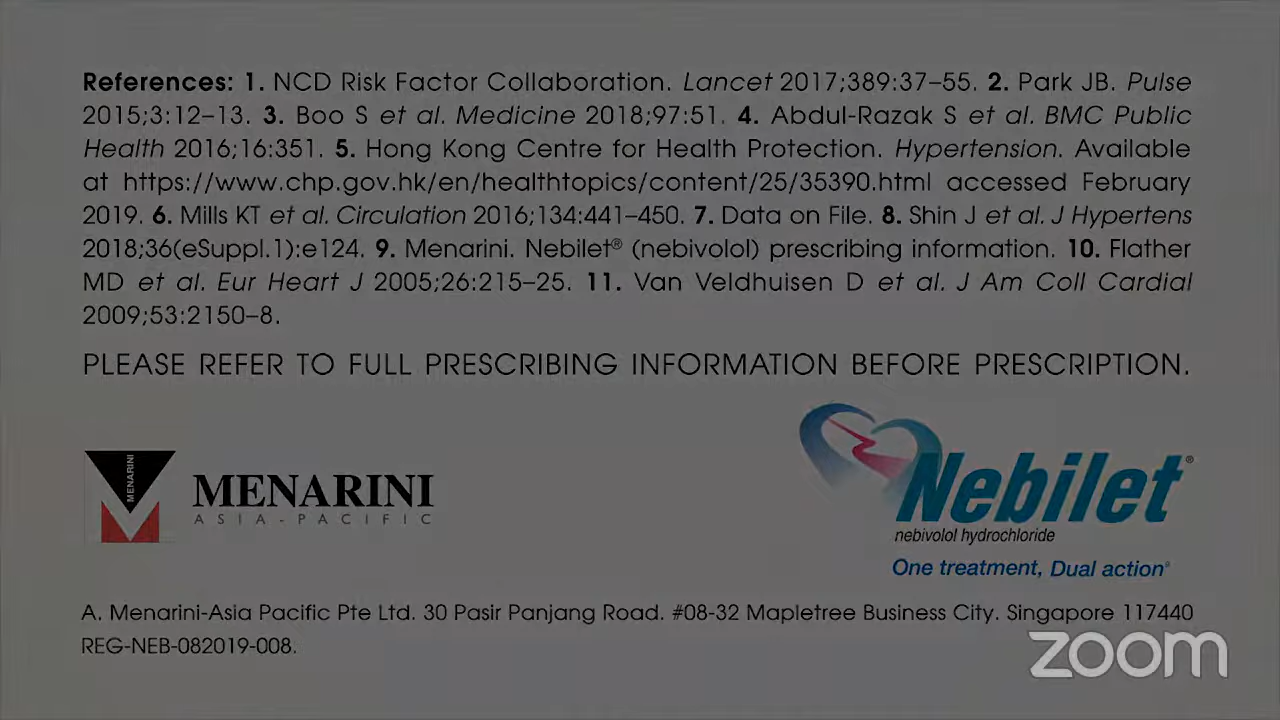 References: 1. NCD Risk Factor Collaboration. Lancet 2017;389:37–55. 2. Park JB. Pulse
2015;3:12–13. 3. Boo S et al. Medicine 2018;97:51. 4. Abdul-Razak S et al. BMC Public
Health 2016;16:351. 5. Hong Kong Centre for Health Protection. Hypertension. Available
at https://www.chp.gov.hk/en/healthtopics/content/25/35390.html accessed February
2019. 6. Mills KT et al. Circulation 2016;134:441–450. 7. Data on File. 8. Shin J et al. J Hypertens
2018;36(eSuppl.1):e124. 9. Menarini. Nebilet® (nebivolol) prescribing information. 10. Flather
MD et al. Eur Heart J 2005;26:215–25. 11. Van Veldhuisen D et al. J Am Coll Cardial
2009;53:2150–8.
PLEASE REFER TO FULL PRESCRIBING INFORMATION BEFORE PRESCRIPTION.
MENARINI
MENARINI
ASIA-PACIFIC
Nebilet®
nebivolol hydrochloride
One treatment, Dual action®
A. Menarini-Asia Pacific Pte Ltd. 30 Pasir Panjang Road. #08-32 Mapletree Business City. Singapore 117440
REG-NEB-082019-008.
zoom